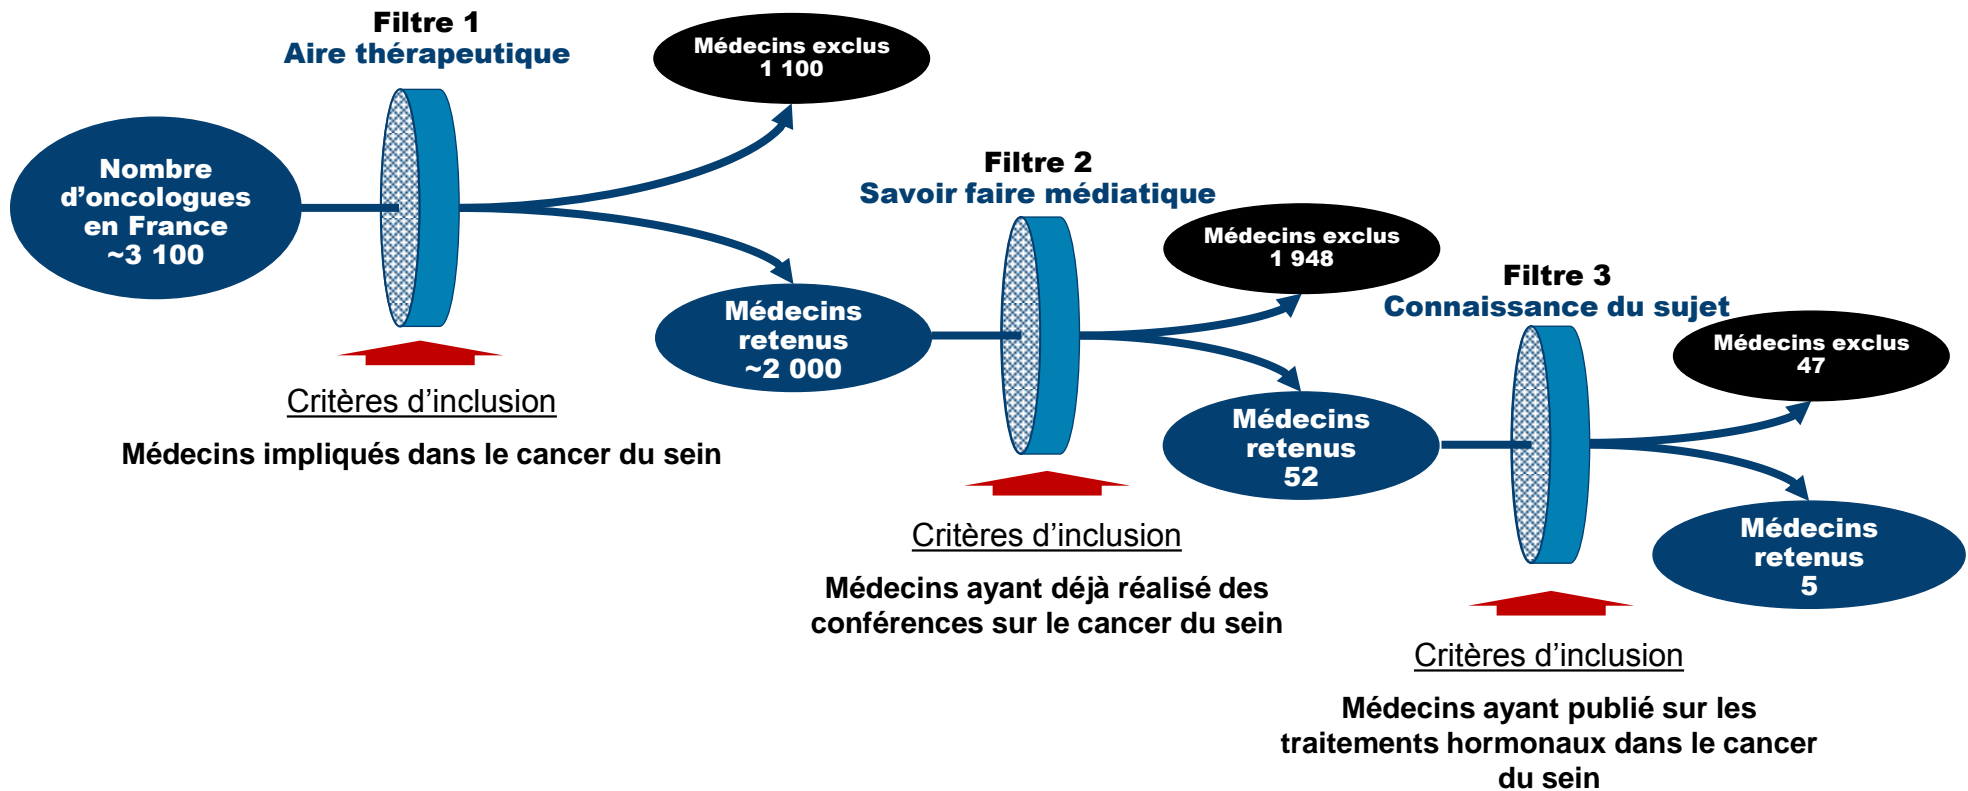 Filtre 1
Aire thérapeutique
Médecins exclus
1 100
Nombre
d’oncologues
en France
~3 100
Critères d’inclusion
Médecins impliqués dans le cancer du sein
Médecins
retenus
~2 000
Filtre 2
Savoir faire médiatique
Médecins exclus
1 948
Critères d’inclusion
Médecins ayant déjà réalisé des
conférences sur le cancer du sein
Médecins
retenus
52
Filtre 3
Connaissance du sujet
Médecins exclus
47
Médecins
retenus
5
Critères d’inclusion
Médecins ayant publié sur les
traitements hormonaux dans le cancer
du sein